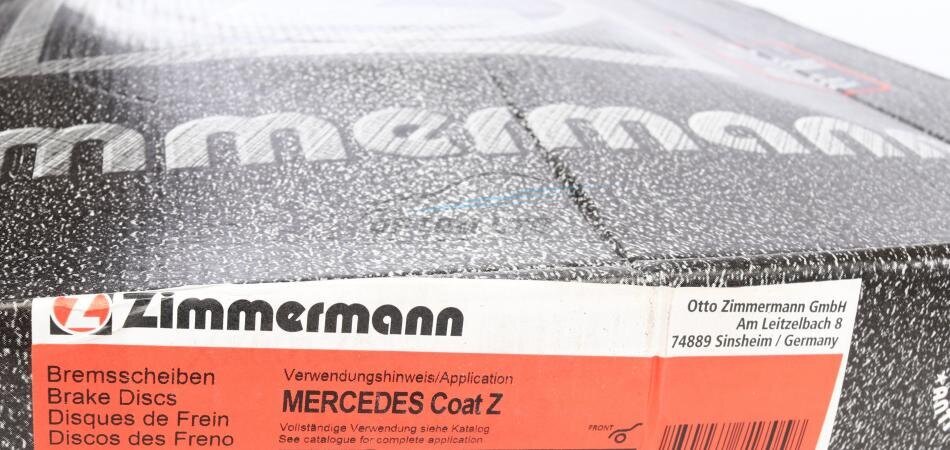 mmermann
Zimmermann
Otto Zimmermann GmbH
Am Leitzelbach 8
74889 Sinsheim / Germany
Bremsscheiben
Brake Discs
Disques de Frein
Discos des Freno
Verwendungshinweis/Application
MERCEDES Coat Z
Vollständige Verwendung siehe Katalog
See catalogue for complete application
FRONT